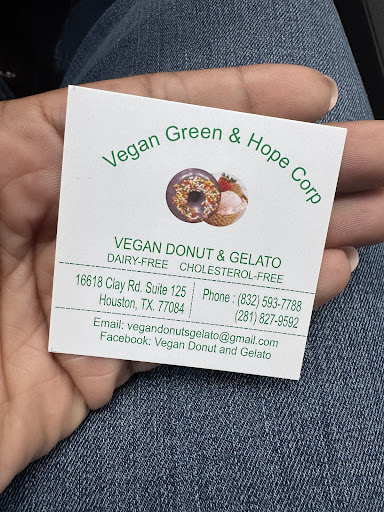 Vegan Green & Hope Corp
VEGAN DONUT & GELATO
DAIRY-FREE CHOLESTEROL-FREE
16618 Clay Rd. Suite 125
Houston, TX. 77084
Phone : (832) 593-7788
(281) 827-9592
Email: vegandonutsgelato@gmail.com
Facebook: Vegan Donut and Gelato